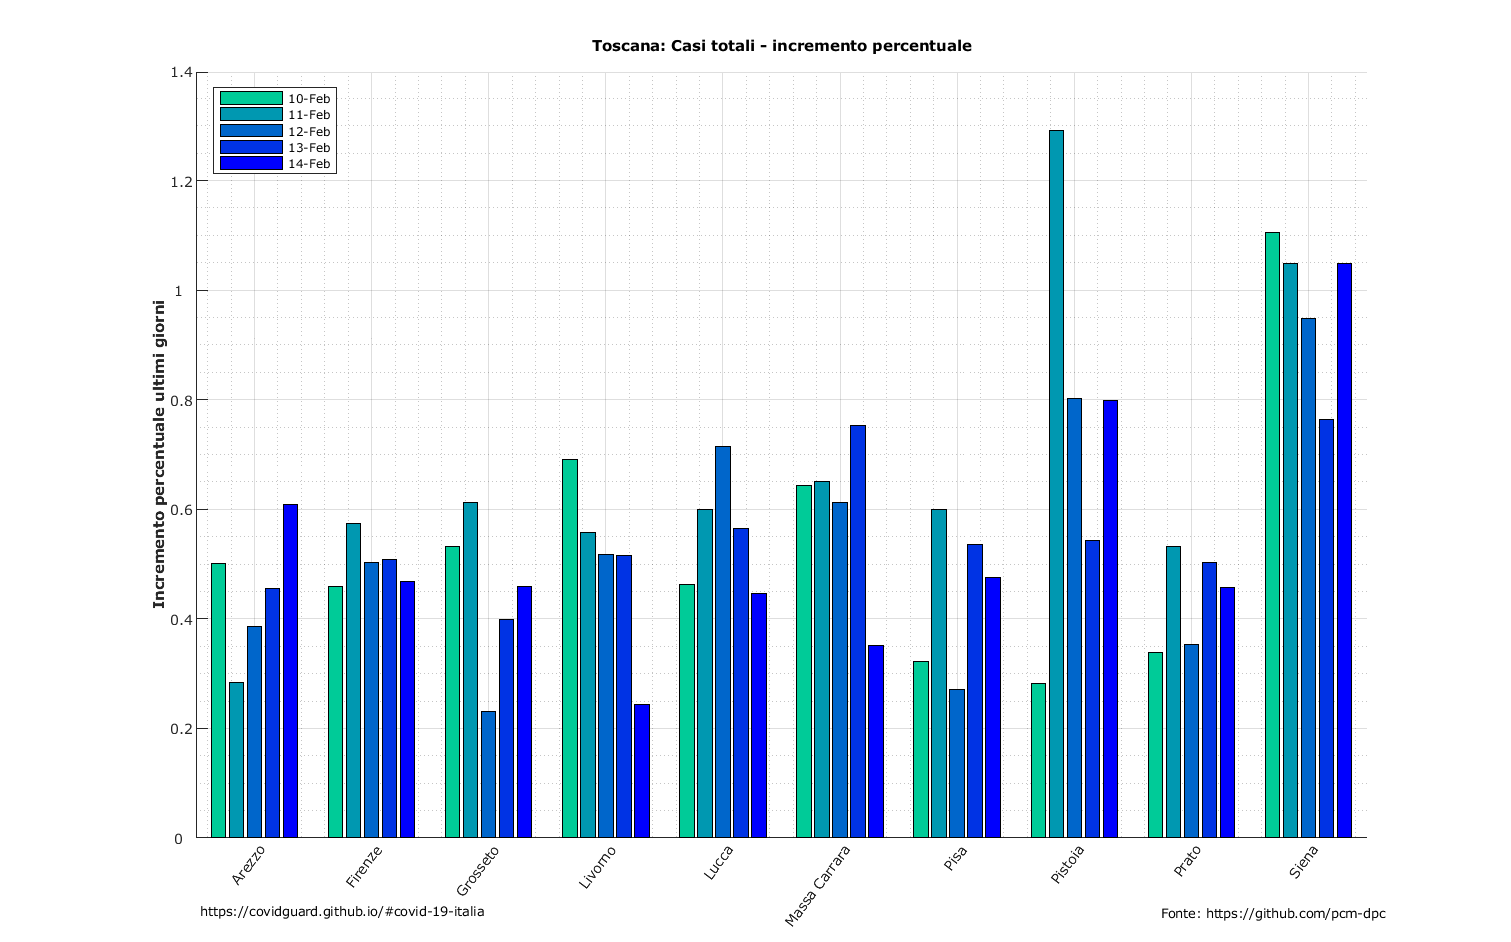 Toscana: Casi totali - incremento percentuale
1.4
1.2
1
0.8
0.6
0.4
0.2
0
Incremento percentuale ultimi giorni
10-Feb
11-Feb
12-Feb
13-Feb
14-Feb
Arezzo
Firenze
Grosseto
Livorno
Lucca
Massa Carrara
Pisa
Pistoia
Prato
Siena
https://covidguard.github.io/#covid-19-italia
Fonte: https://github.com/pcm-dpc